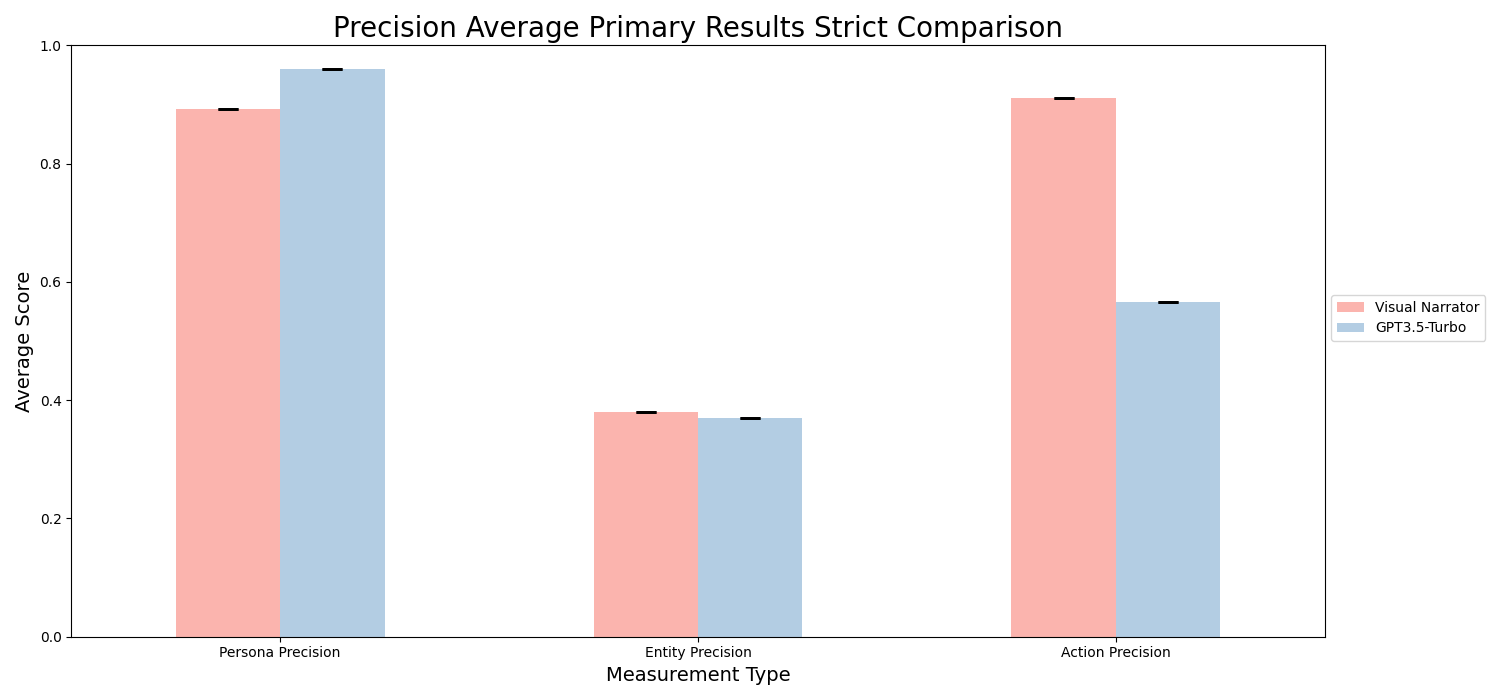 Precision Average Primary Results Strict Comparison
1.0
0.8
0.6
0.4
0.2
0.0
Average Score
Persona Precision
Entity Precision
Action Precision
Measurement Type
Visual Narrator
GPT3.5-Turbo